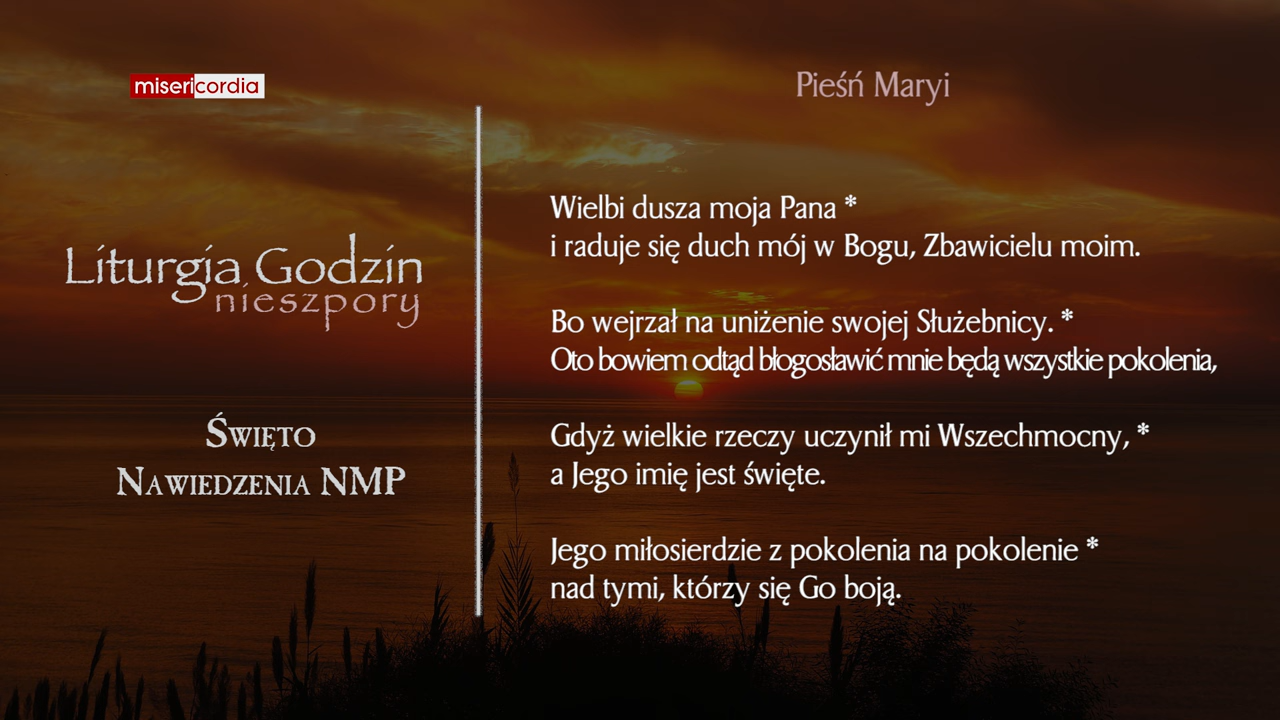 misericordia
Liturgia Godzin
nieszpory
Święto
Nawiedzenia NMP
Pieśń Maryi
Wielbi dusza moja Pana *
i raduje się duch mój w Bogu, Zbawicielu moim.
Bo wejrzał na uniżenie swojej Służebnicy. *
Oto bowiem odtąd błogosławić mnie będą wszystkie pokolenia,
Gdyż wielkie rzeczy uczynił mi Wszechmocny, *
a Jego imię jest święte.
Jego miłosierdzie z pokolenia na pokolenie *
nad tymi, którzy się Go boją.